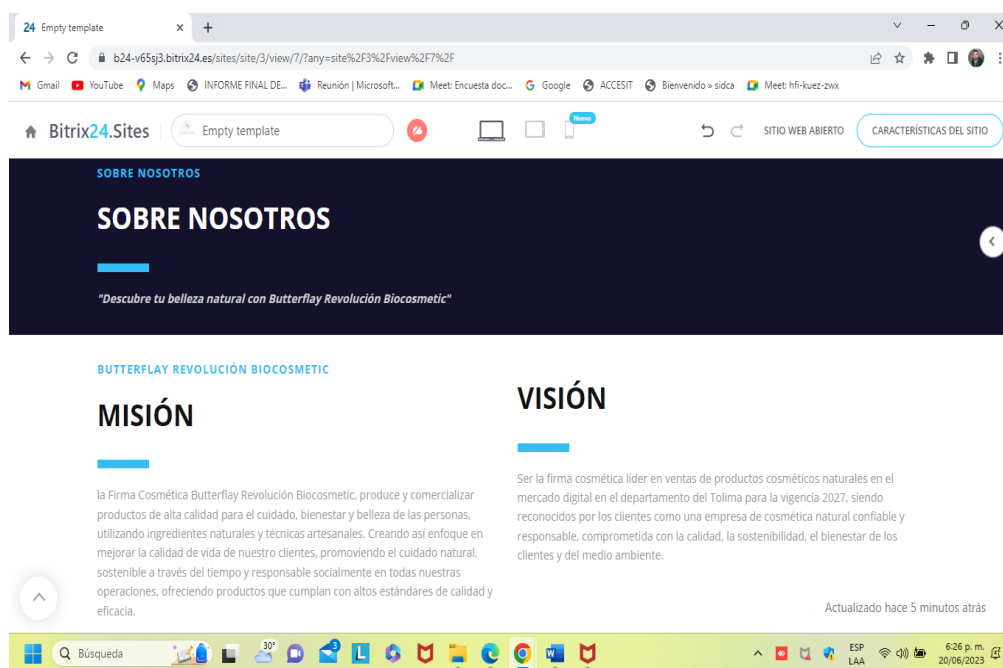 24 Empty template
b24-v65sj3.bitrix24.es/sites/site/3/view/7/?any=site%2F3%2Fview%2F7%2F
Gmail YouTube Maps INFORME FINAL DE... Reunión | Microsoft... Meet: Encuesta doc... Google ACCESIT Bienvenido » sidca Meet: hfi-kuez-zwx
Bitrix24.Sites Empty template Nuevo SITIO WEB ABIERTO CARACTERÍSTICAS DEL SITIO
SOBRE NOSOTROS
SOBRE NOSOTROS
"Descubre tu belleza natural con Butterflay Revolución Biocosmetic"
BUTTERFLAY REVOLUCIÓN BIOCOSMETIC
MISIÓN
la Firma Cosmética Butterflay Revolución Biocosmetic, produce y comercializar
productos de alta calidad para el cuidado, bienestar y belleza de las personas,
utilizando ingredientes naturales y técnicas artesanales. Creando así enfoque en
mejorar la calidad de vida de nuestro clientes, promoviendo el cuidado natural,
sostenible a través del tiempo y responsable socialmente en todas nuestras
operaciones, ofreciendo productos que cumplan con altos estándares de calidad y
eficacia.
VISIÓN
Ser la firma cosmética líder en ventas de productos cosméticos naturales en el
mercado digital en el departamento del Tolima para la vigencia 2027, siendo
reconocidos por los clientes como una empresa de cosmética natural confiable y
responsable, comprometida con la calidad, la sostenibilidad, el bienestar de los
clientes y del medio ambiente.
Actualizado hace 5 minutos atrás
Búsqueda 30° 3 L ESP 6:26 p. m.
LAA 20/06/2023